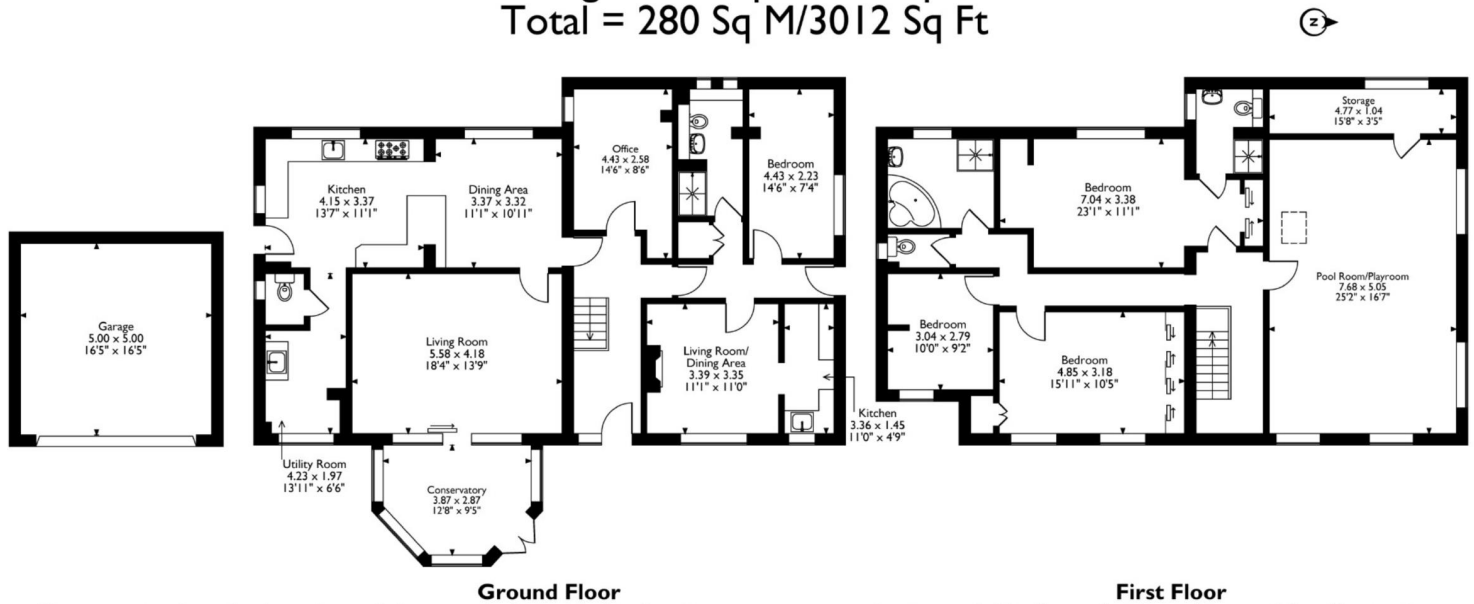 Total = 280 Sq M/3012 Sq Ft
N
Garage
5.00 x 5.00
16'5" x 16'5"
Kitchen
4.15 x 3.37
13'7" x 11'1"
Dining Area
3.37 x 3.32
11'1" x 10'11"
Office
4.43 x 2.58
14'6" x 8'6"
Bedroom
4.43 x 2.23
14'6" x 7'4"
Living Room
5.58 x 4.18
18'4" x 13'9"
Living Room/
Dining Area
3.39 x 3.35
11'1" x 11'0"
Kitchen
3.36 x 1.45
11'0" x 4'9"
Utility Room
4.23 x 1.97
13'11" x 6'6"
Conservatory
3.87 x 2.87
12'8" x 9'5"
Ground Floor
Storage
4.77 x 1.04
15'8" x 3'5"
Bedroom
7.04 x 3.38
23'1" x 11'1"
Pool Room/Playroom
7.68 x 5.05
25'2" x 16'7"
Bedroom
3.04 x 2.79
10'0" x 9'2"
Bedroom
4.85 x 3.18
15'11" x 10'5"
First Floor